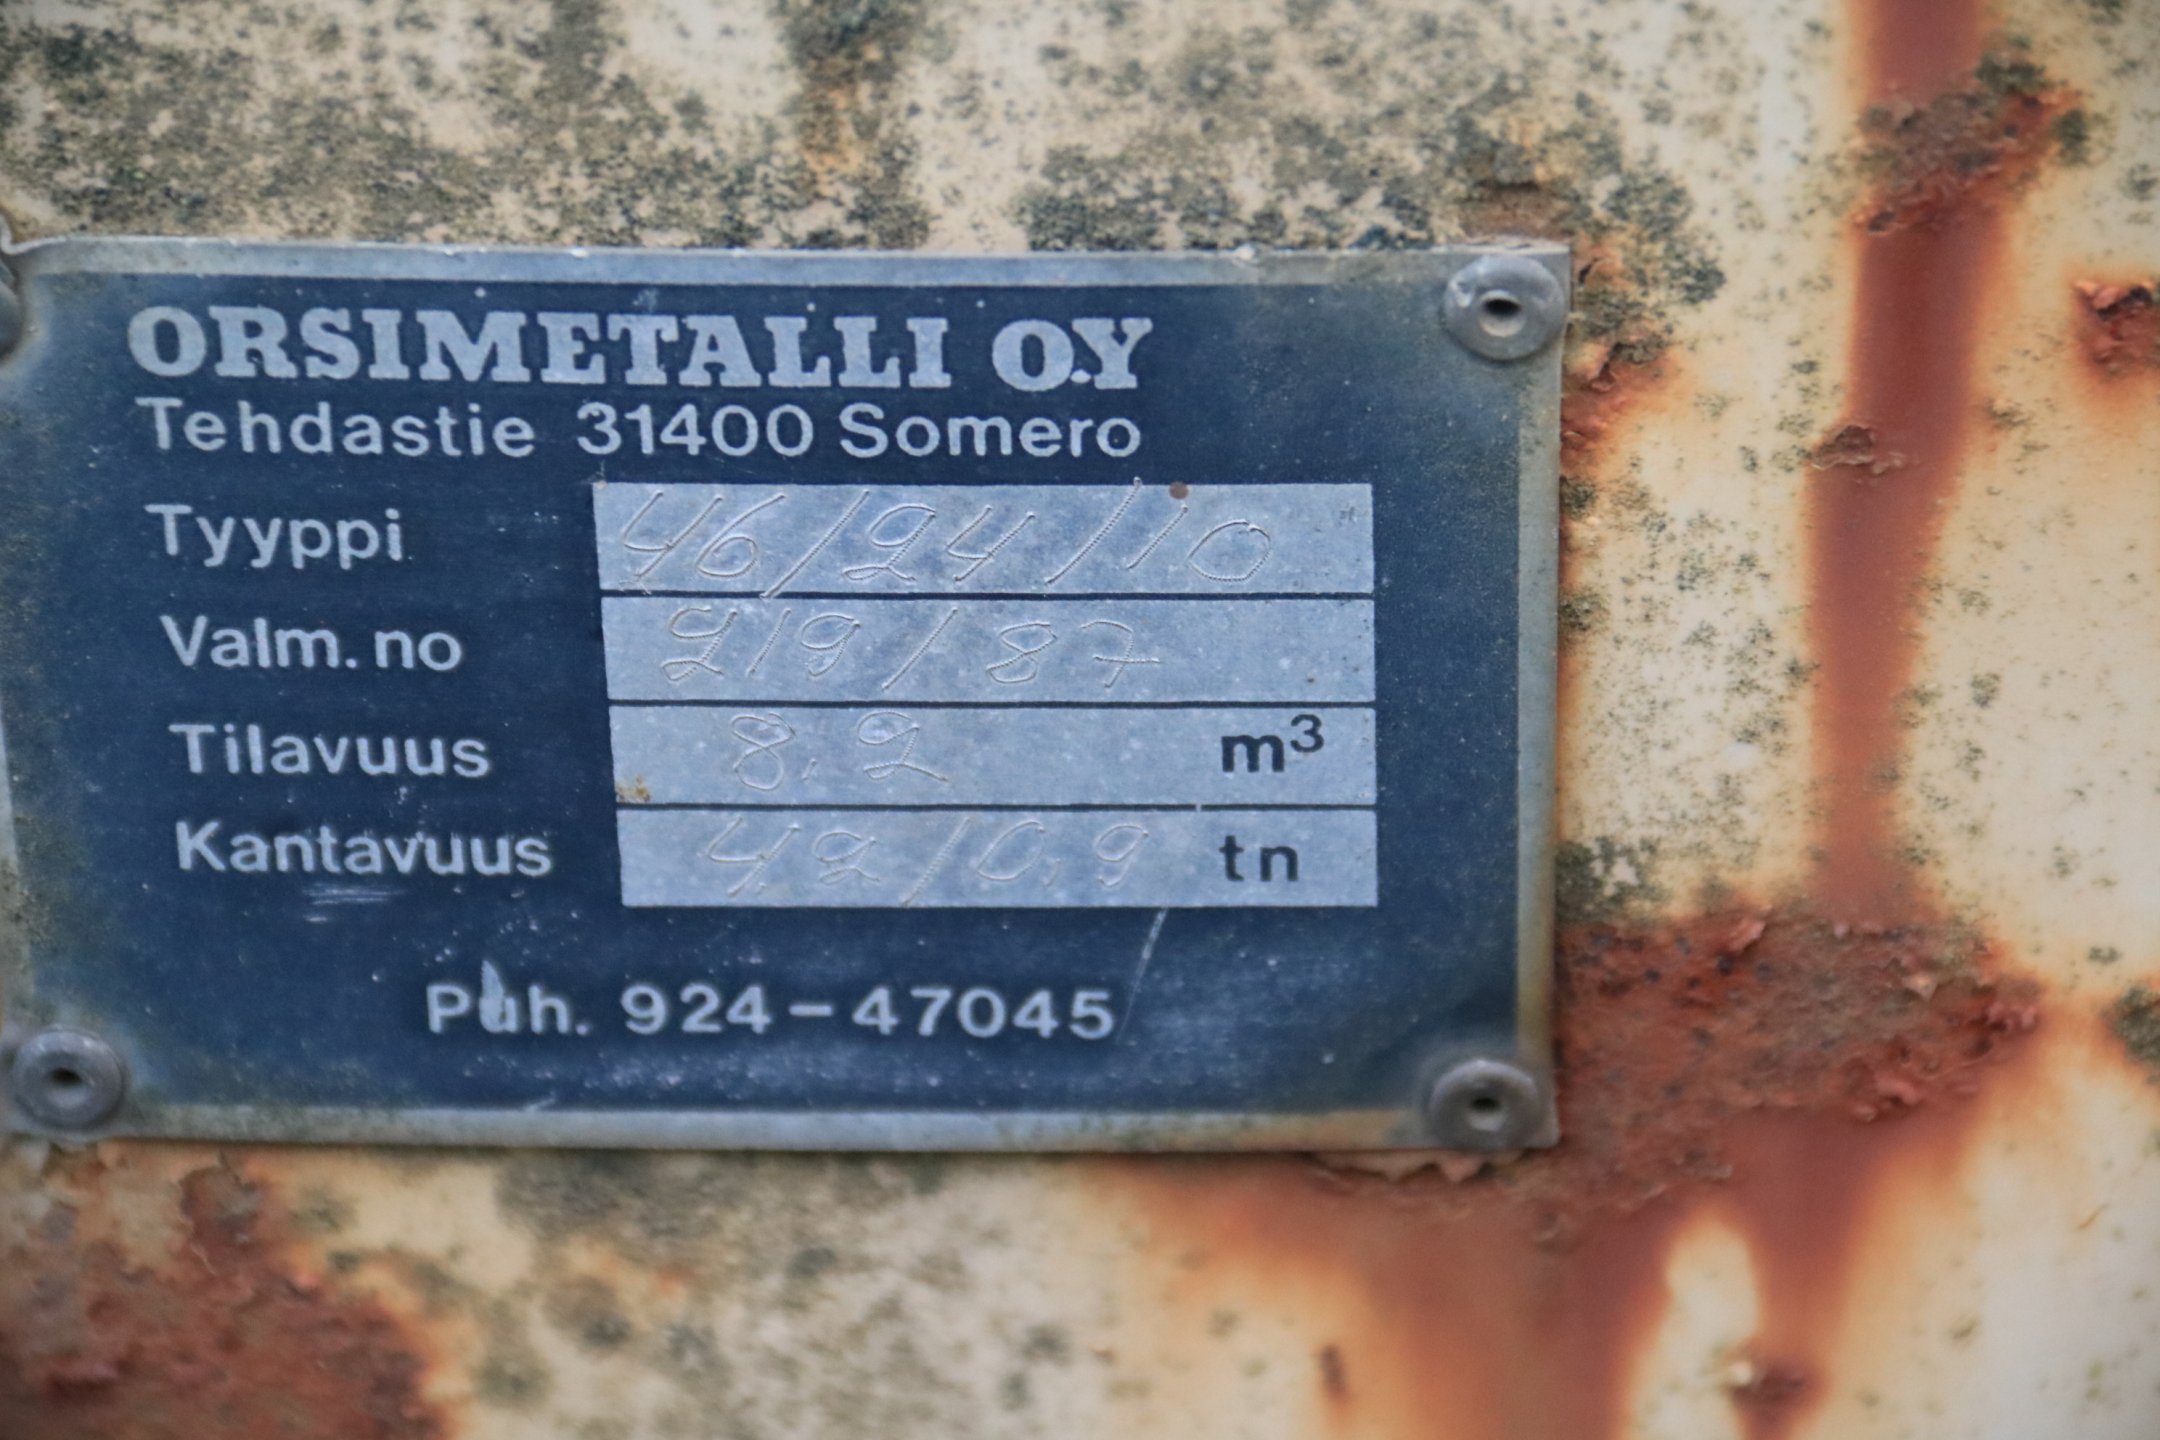 ORSIMETALLI O.Y
Tehdastie 31400 Somero
Tyyppi 46/24/10
Valm. no 219/87
Tilavuus 8,2 m³
Kantavuus 4,2/0,9 tn
Puh. 924-47045